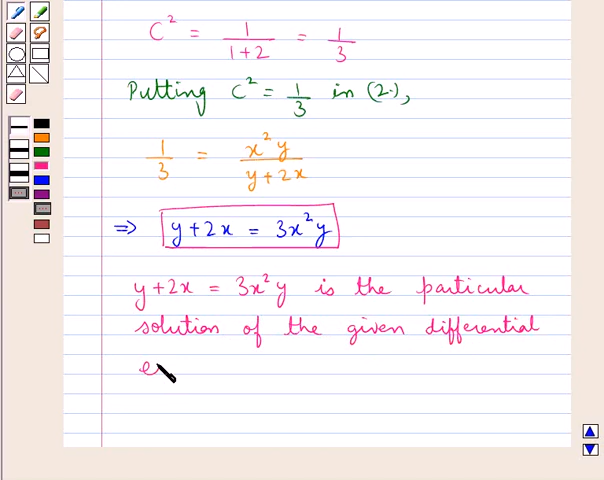 C² = 1/(1+2) = 1/3
Putting C² = 1/3 in (2.),
1/3 = x²y/(y+2x)
⇒ y+2x = 3x²y
y+2x = 3x²y is the particular
solution of the given differential
e